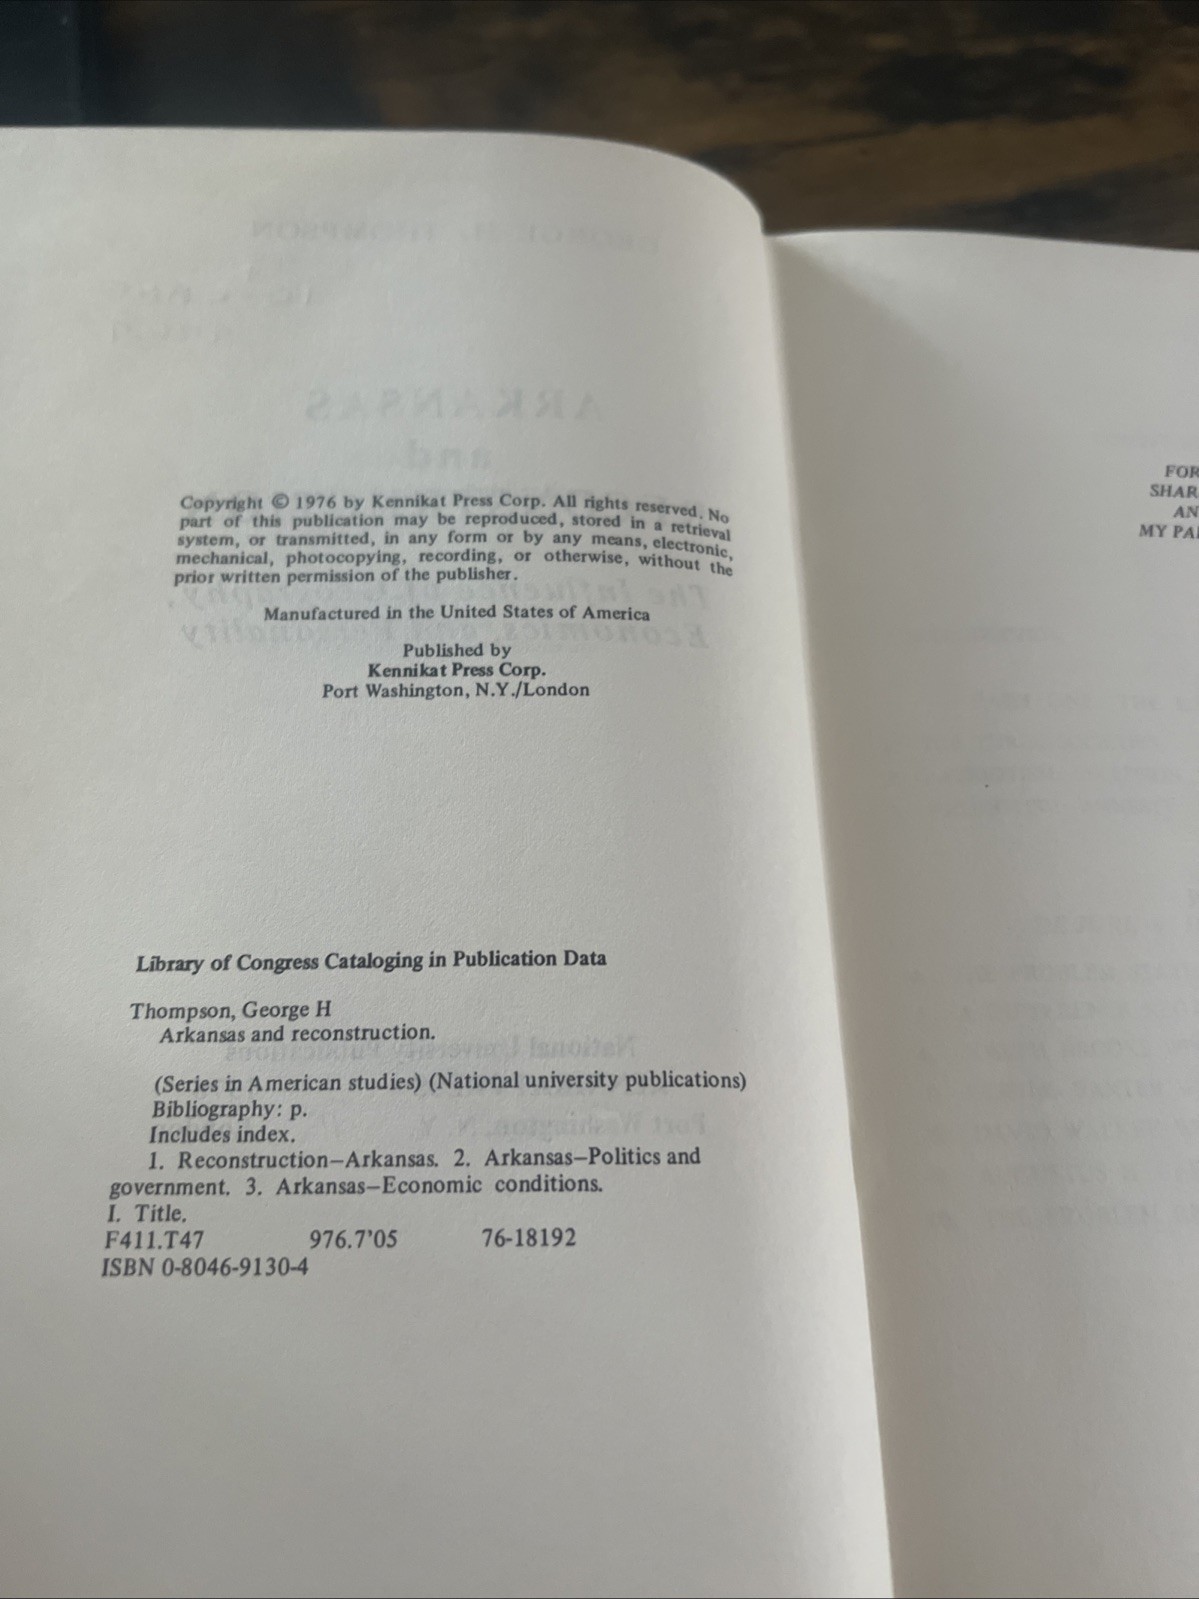 Copyright © 1976 by Kennikat Press Corp. All rights reserved. No
part of this publication may be reproduced, stored in a retrieval
system, or transmitted, in any form or by any means, electronic,
mechanical, photocopying, recording, or otherwise, without the
prior written permission of the publisher.
Manufactured in the United States of America
Published by
Kennikat Press Corp.
Port Washington, N.Y./London
Library of Congress Cataloging in Publication Data
Thompson, George H
Arkansas and reconstruction.
(Series in American studies) (National university publications)
Bibliography: p.
Includes index.
1. Reconstruction—Arkansas. 2. Arkansas—Politics and
government. 3. Arkansas—Economic conditions.
I. Title.
F411.T47 976.7'05 76-18192
ISBN 0-8046-9130-4
FOR
SHAR
AN
MY PA